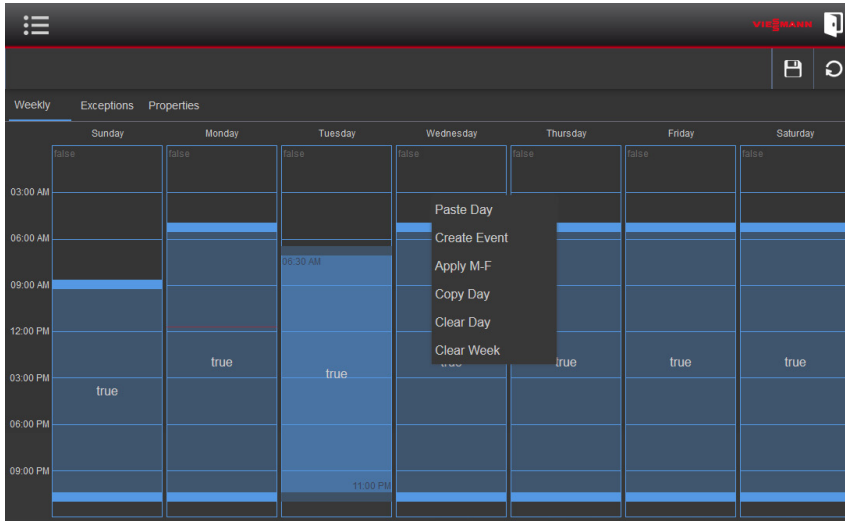 VIESMANN
Weekly Exceptions Properties
Sunday Monday Tuesday Wednesday Thursday Friday Saturday
false false false false false false false
03:00 AM
Paste Day
06:00 AM
Create Event
06:30 AM
Apply M-F
09:00 AM
Copy Day
Clear Day
12:00 PM
Clear Week
true true true true true
true
03:00 PM
true
06:00 PM
09:00 PM
11:00 PM